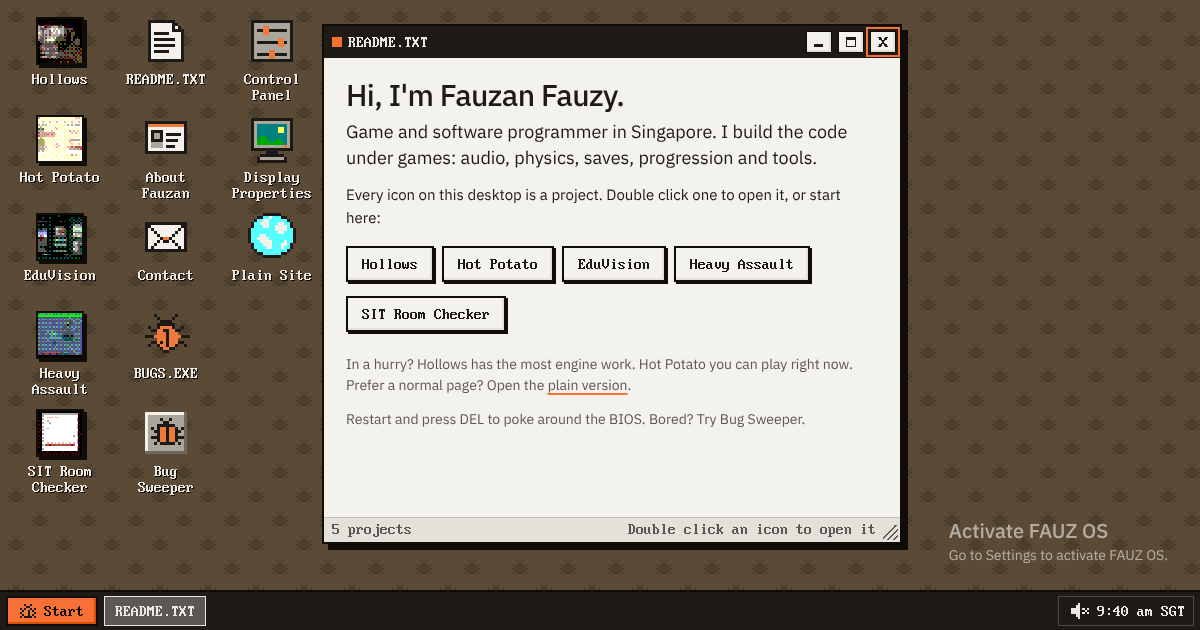 Hollows
README.TXT
Control
Panel
Hot Potato
About
Fauzan
Display
Properties
EduVision
Contact
Plain Site
Heavy
Assault
BUGS.EXE
SIT Room
Checker
Bug
Sweeper
README.TXT
Hi, I'm Fauzan Fauzy.
Game and software programmer in Singapore. I build the code
under games: audio, physics, saves, progression and tools.
Every icon on this desktop is a project. Double click one to open it, or start
here:
Hollows Hot Potato EduVision Heavy Assault
SIT Room Checker
In a hurry? Hollows has the most engine work. Hot Potato you can play right now.
Prefer a normal page? Open the plain version.
Restart and press DEL to poke around the BIOS. Bored? Try Bug Sweeper.
5 projects Double click an icon to open it
Activate FAUZ OS
Go to Settings to activate FAUZ OS.
Start README.TXT 9:40 am SGT